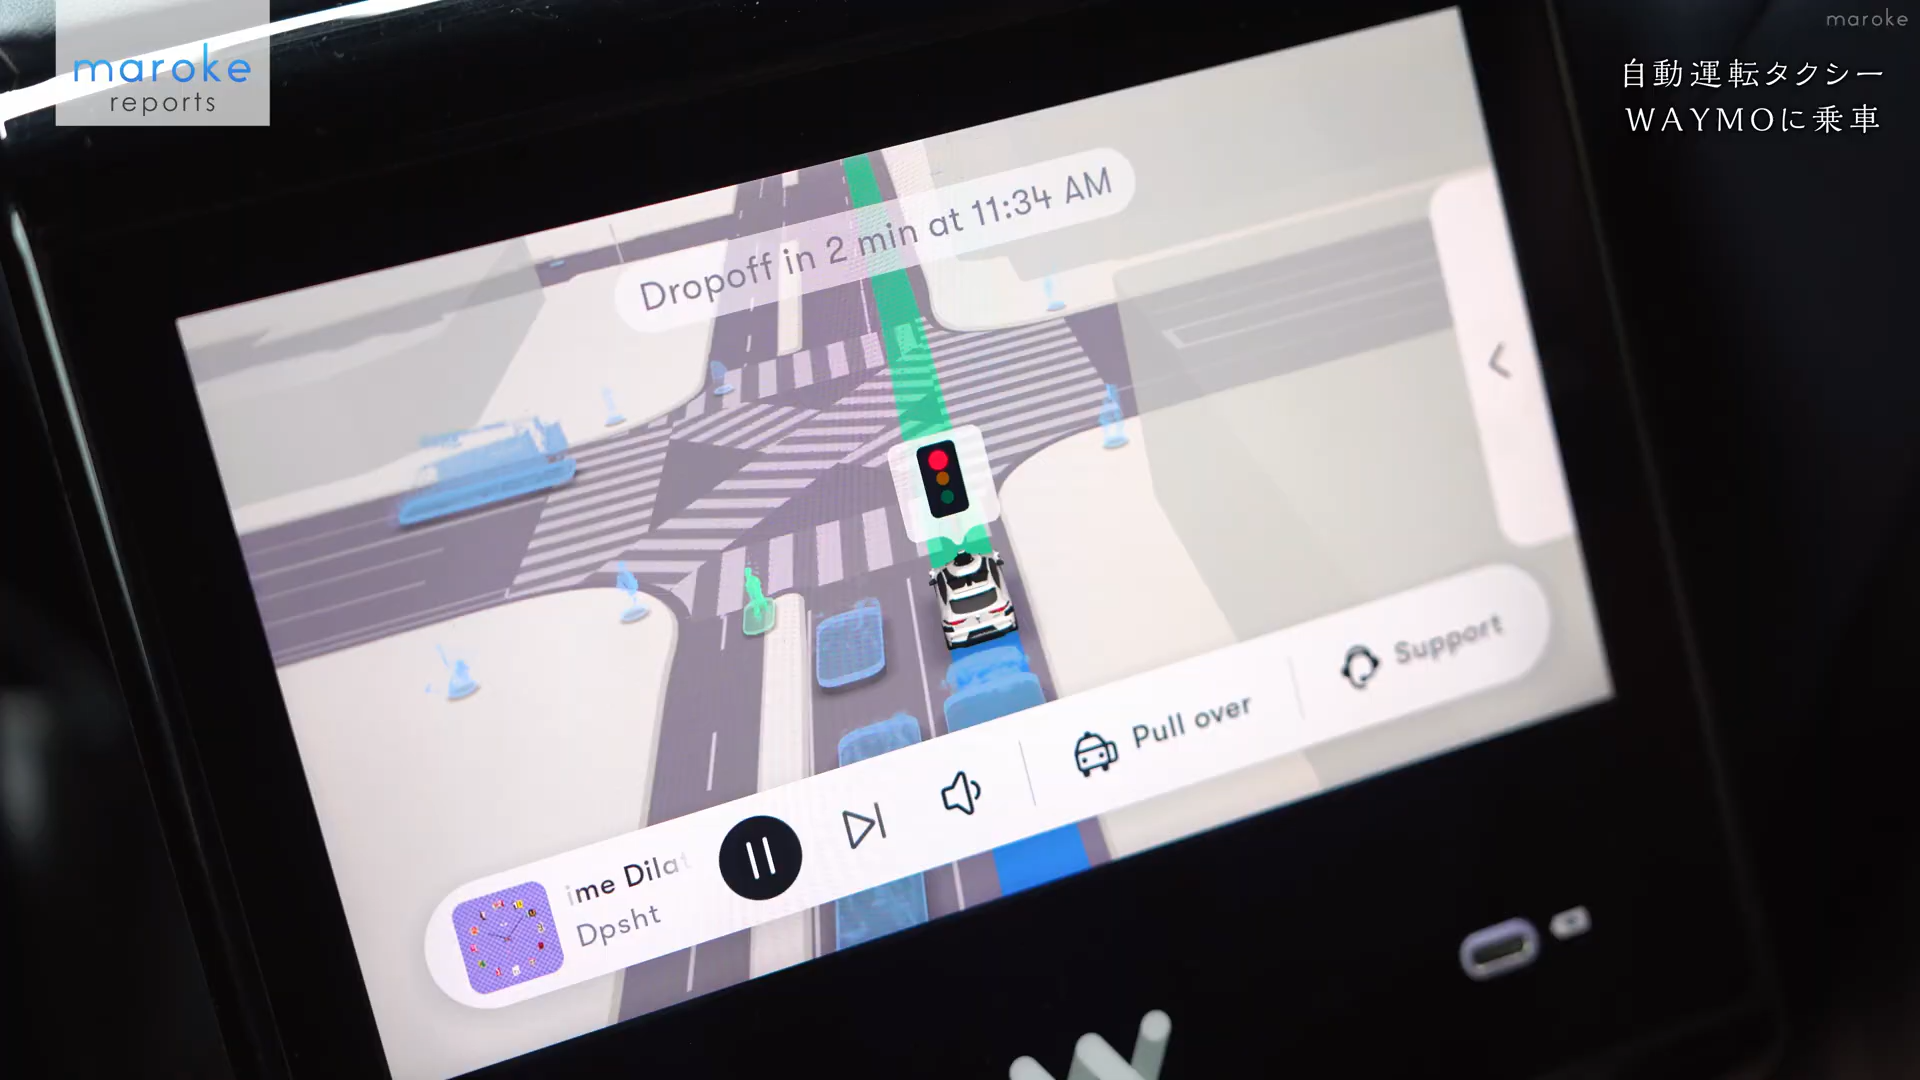 maroke
reports
maroke
自動運転タクシー
WAYMOに乗車
Dropoff in 2 min at 11:34 AM
ime Dilat
Dpsht
Pull over
Support